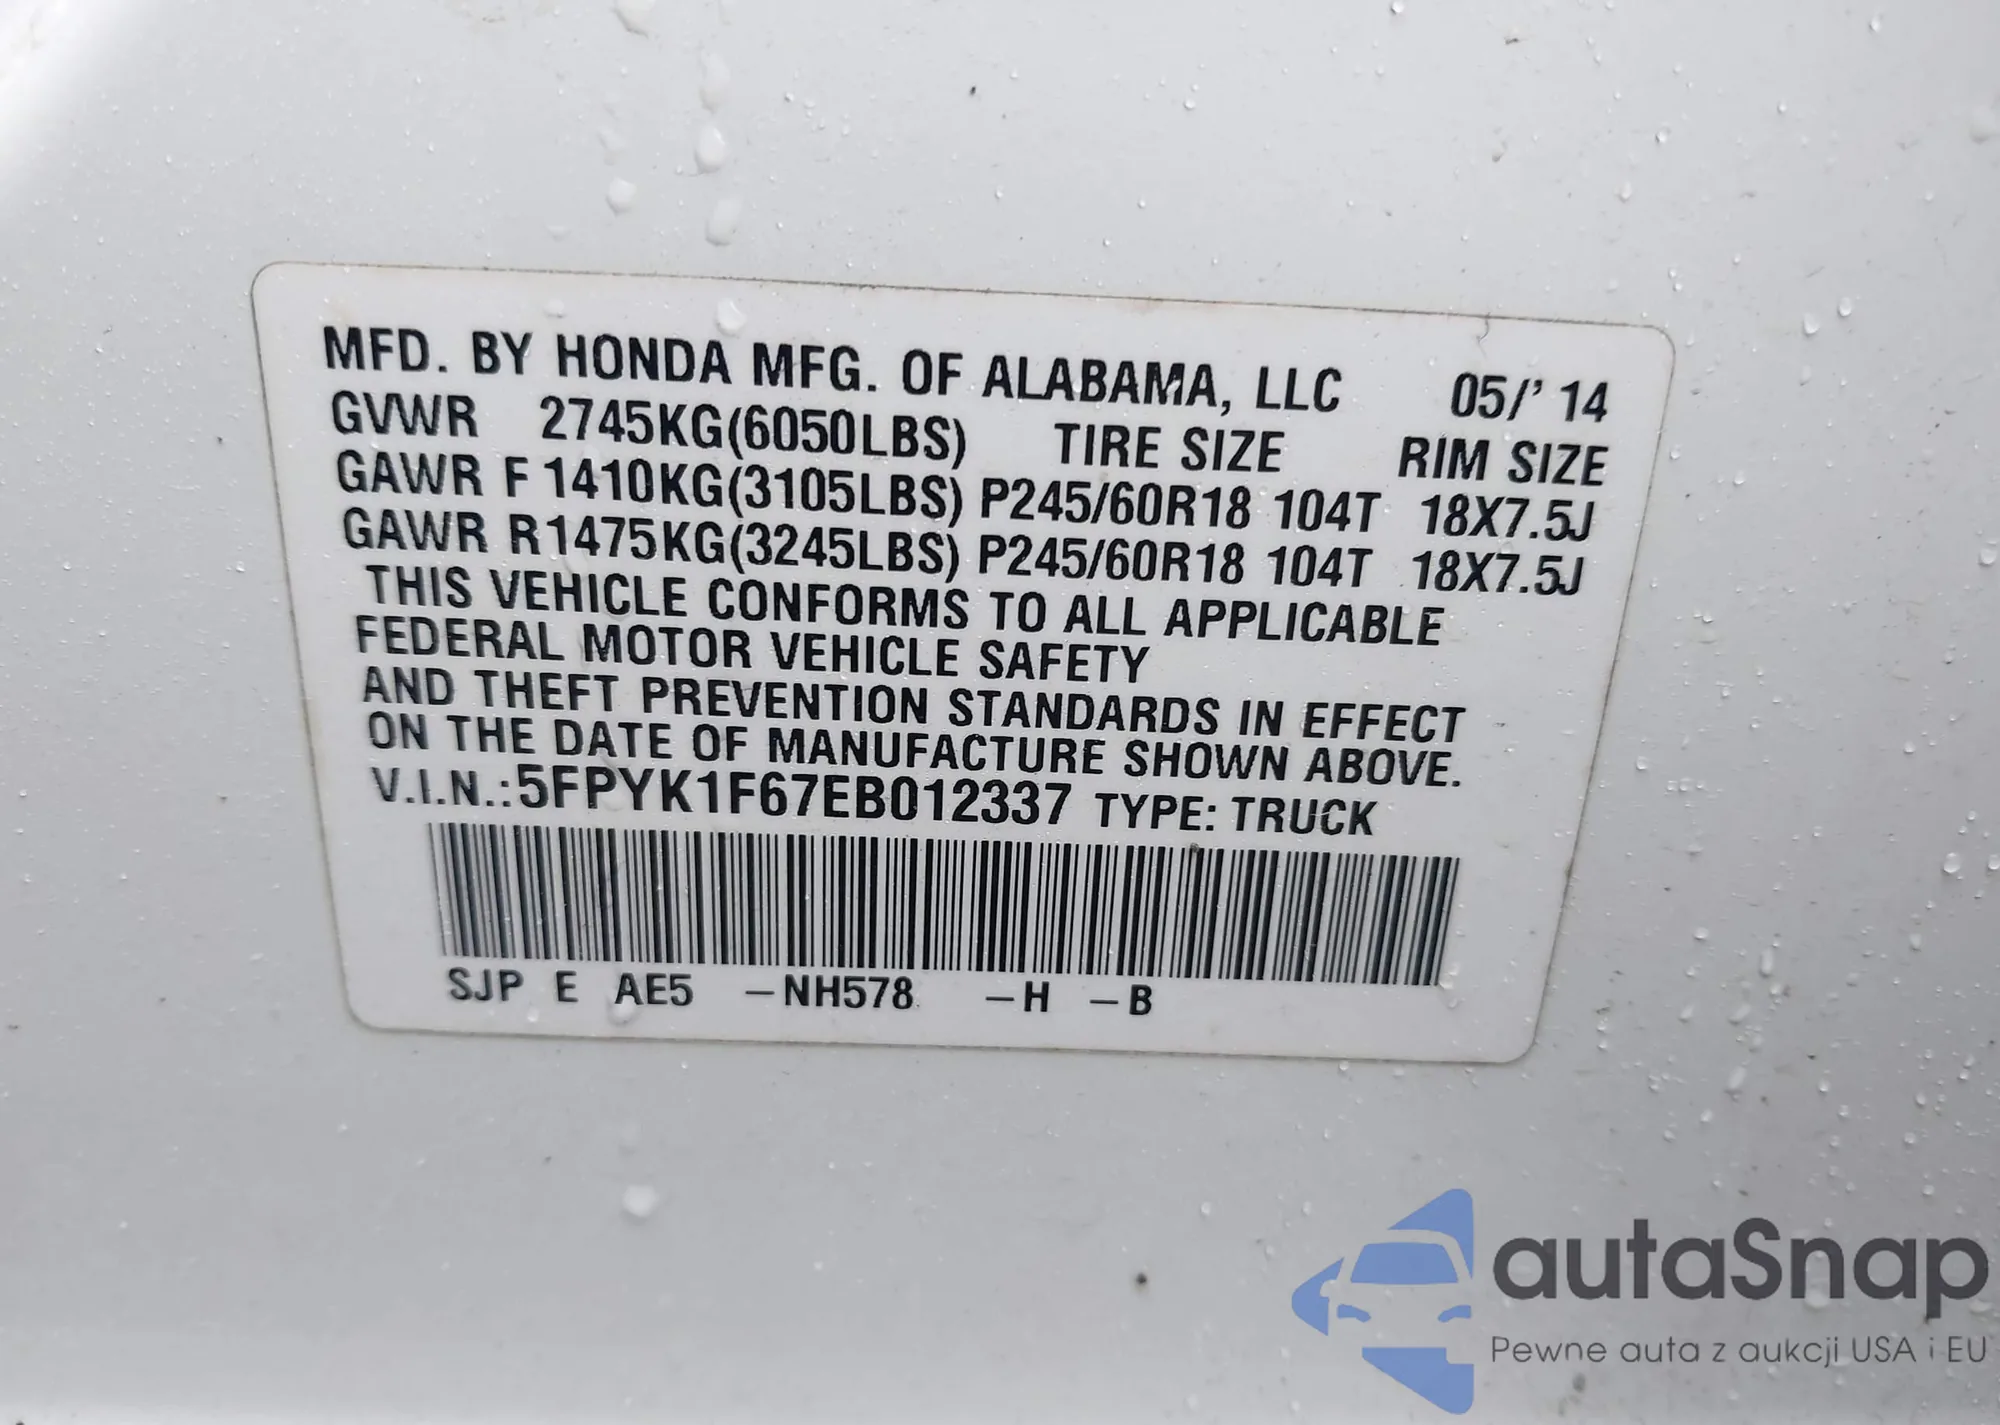 MFD. BY HONDA MFG. OF ALABAMA, LLC 05/' 14
GVWR 2745KG(6050LBS) TIRE SIZE RIM SIZE
GAWR F 1410KG(3105LBS) P245/60R18 104T 18X7.5J
GAWR R1475KG(3245LBS) P245/60R18 104T 18X7.5J
THIS VEHICLE CONFORMS TO ALL APPLICABLE
FEDERAL MOTOR VEHICLE SAFETY
AND THEFT PREVENTION STANDARDS IN EFFECT
ON THE DATE OF MANUFACTURE SHOWN ABOVE.
V.I.N.:5FPYK1F67EB012337 TYPE: TRUCK
SJP E AE5 –NH578 –H –B
autaSnap
Pewne auta z aukcji USA i EU